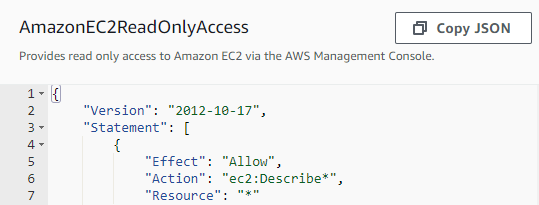 AmazonEC2ReadOnlyAccess
Copy JSON
Provides read only access to Amazon EC2 via the AWS Management Console.
1 {
2 "Version": "2012-10-17",
3 "Statement": [
4 {
5 "Effect": "Allow",
6 "Action": "ec2:Describe*",
7 "Resource": "*"